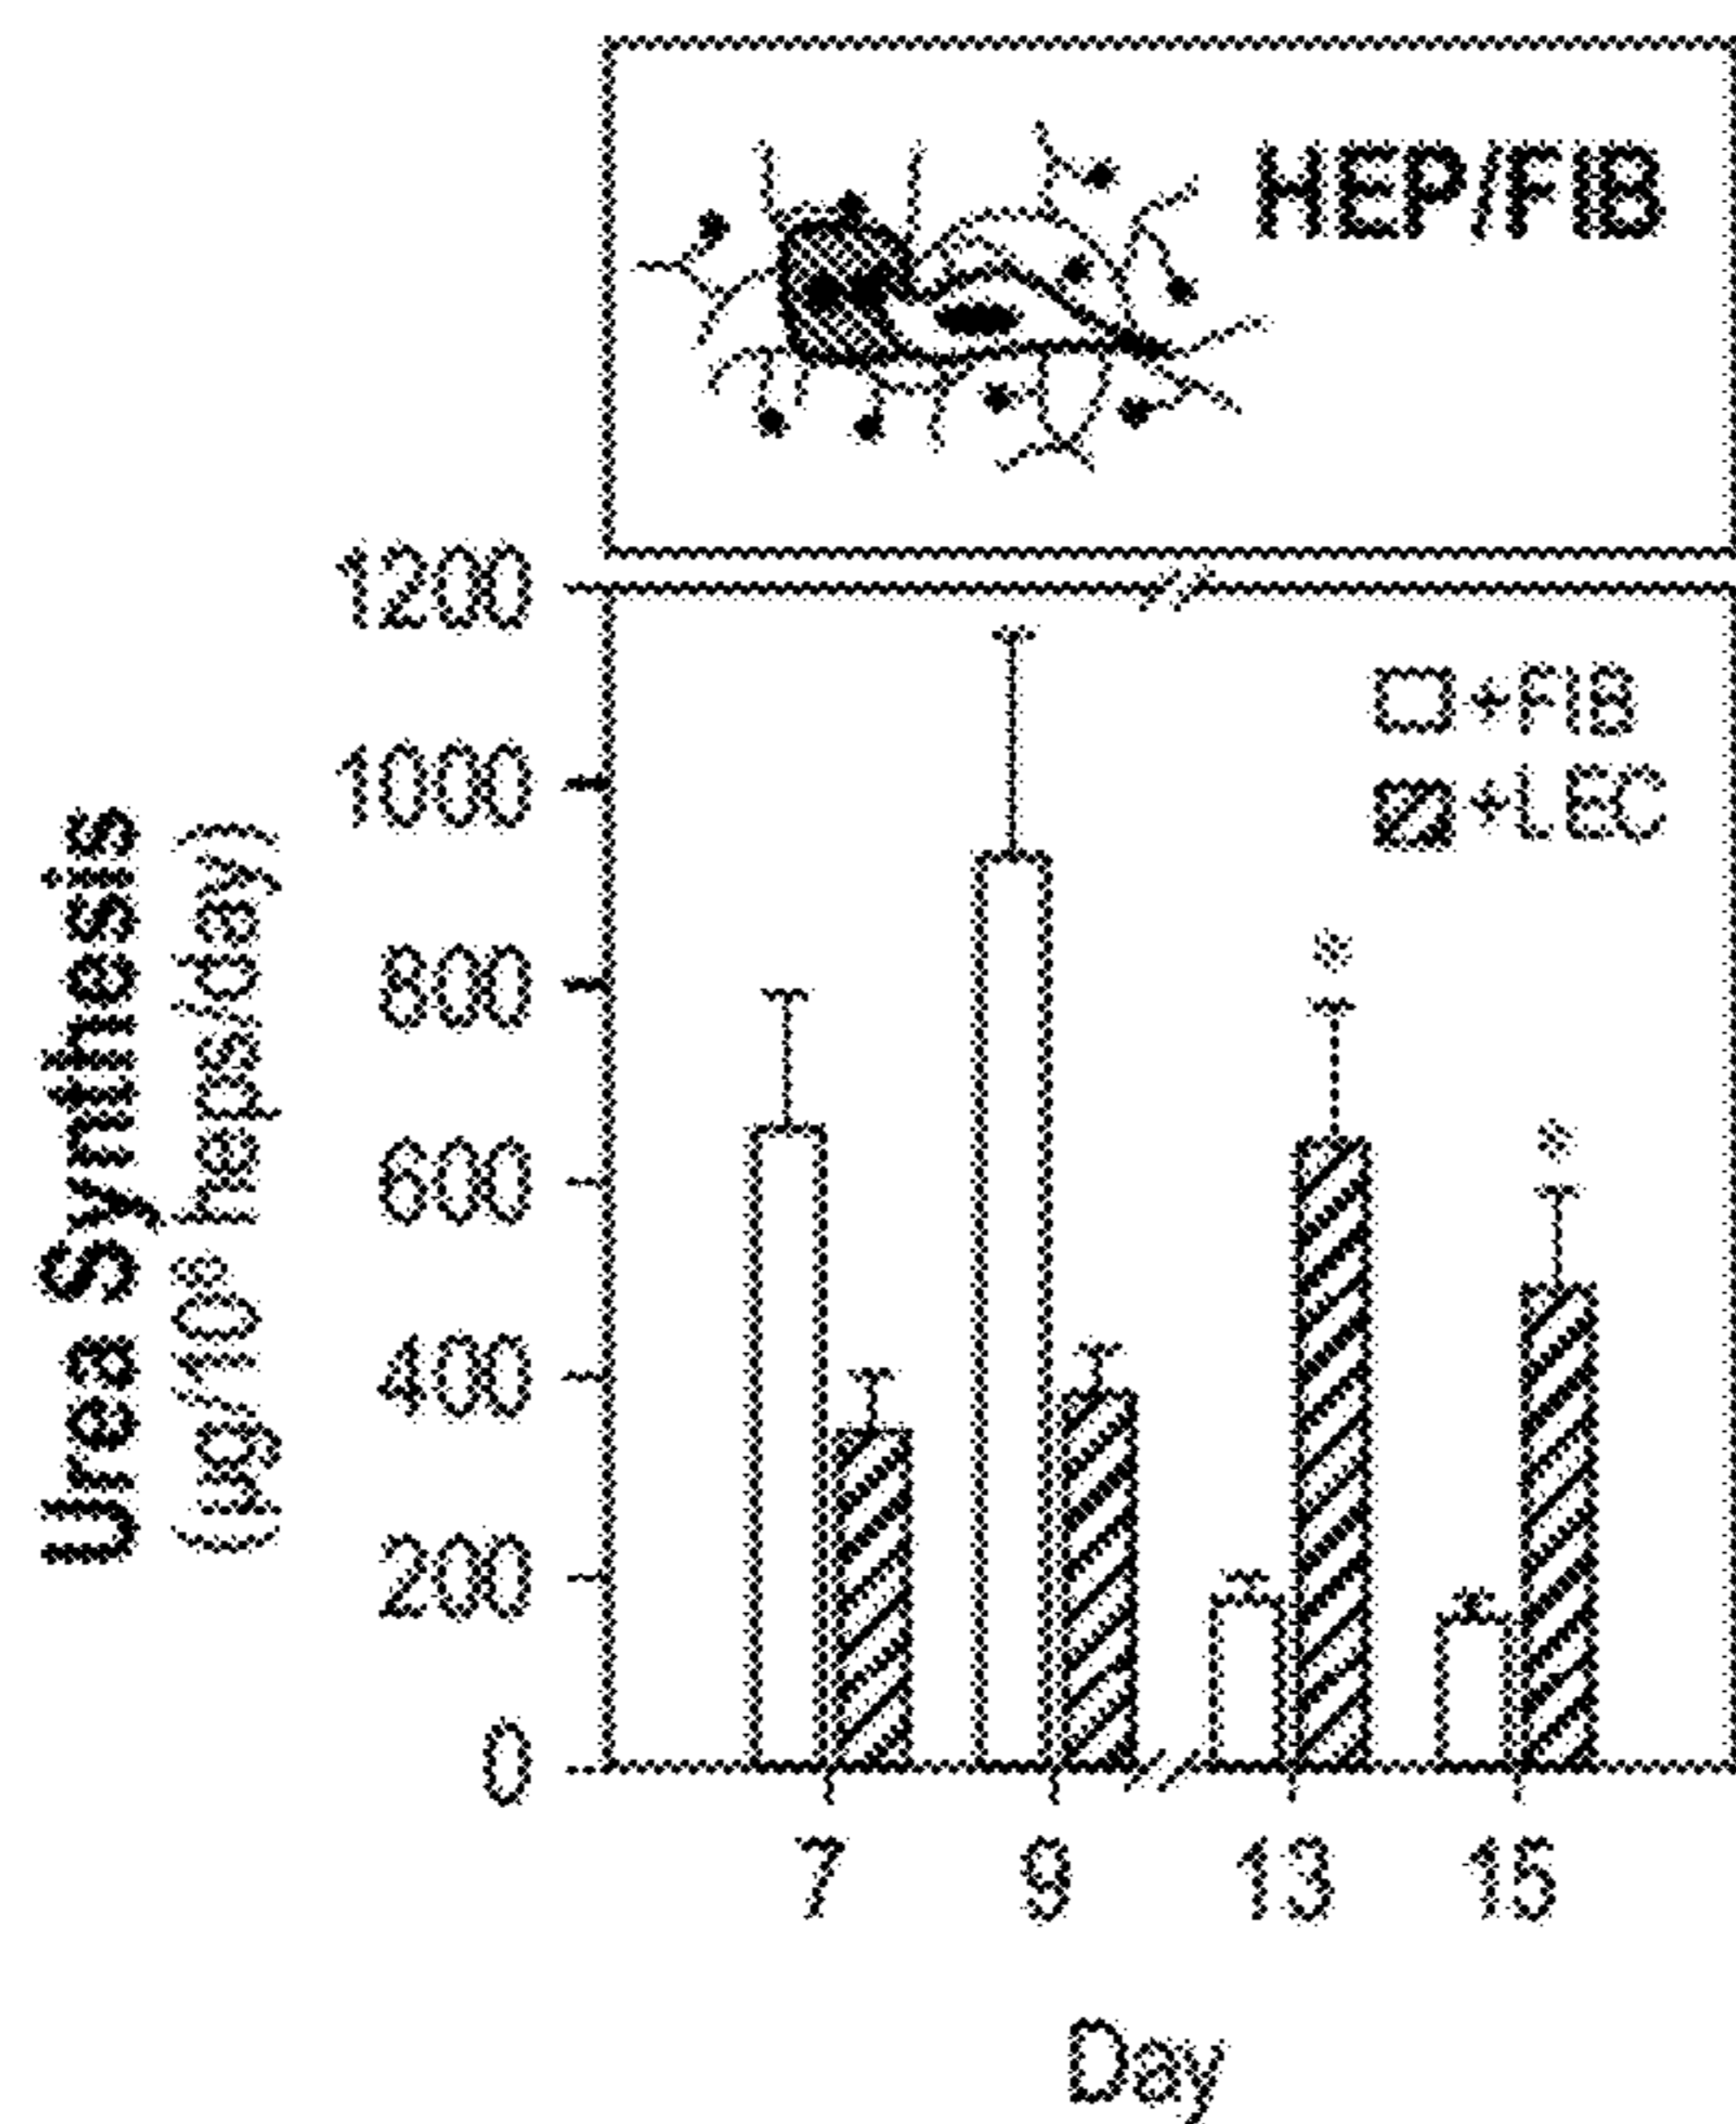 HEP/FIB
1200
1000
800
600
400
200
0
Urea Synthesis
(µg/10⁶ heps/day)
+FIB
+LEC
*
*
7 9 13 15
Day